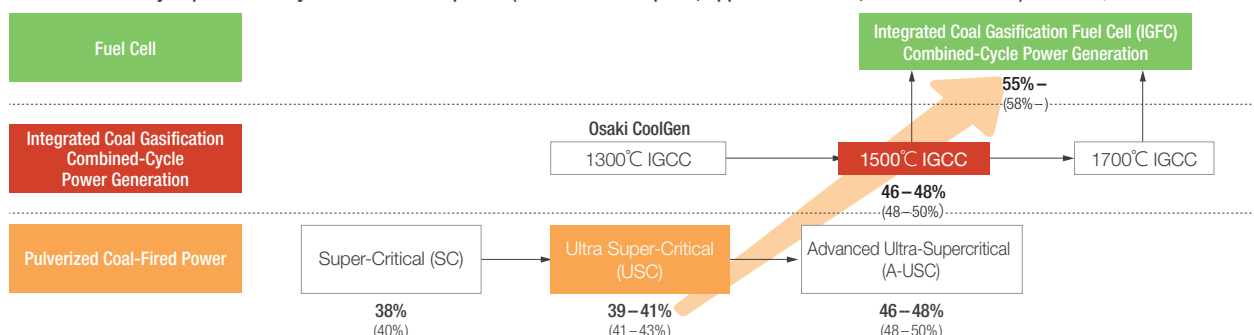 Fuel Cell
Integrated Coal Gasification Fuel Cell (IGFC)
Combined-Cycle Power Generation
55%–
(58%–)
Integrated Coal Gasification
Combined-Cycle
Power Generation
Osaki CoolGen
1300℃ IGCC
1500℃ IGCC
1700℃ IGCC
46–48%
(48–50%)
Pulverized Coal-Fired Power
Super-Critical (SC)
Ultra Super-Critical
(USC)
Advanced Ultra-Supercritical
(A-USC)
38%
(40%)
39–41%
(41–43%)
46–48%
(48–50%)